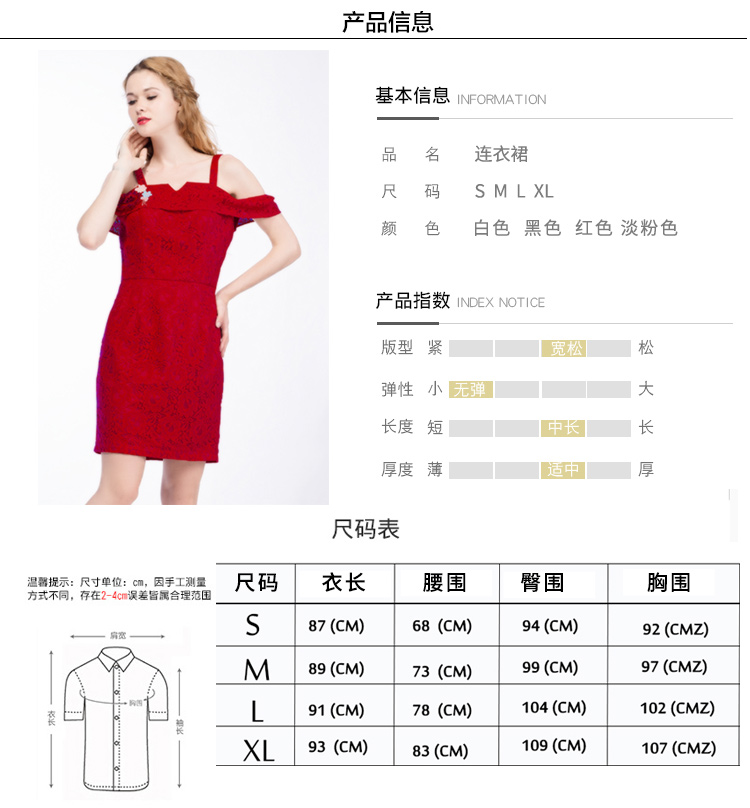 产品信息
基本信息 INFORMATION
品 名 连衣裙
尺 码 S M L XL
颜 色 白色 黑色 红色 淡粉色
产品指数 INDEX NOTICE
版型 紧 宽松 松
弹性 小 无弹 大
长度 短 中长 长
厚度 薄 适中 厚
尺码表
温馨提示：尺寸单位：cm，因手工测量
方式不同，存在2-4cm误差皆属合理范围
肩宽
胸围
衣长
袖长
尺码 衣长 腰围 臀围 胸围
S 87 (CM) 68 (CM) 94 (CM) 92 (CMZ)
M 89 (CM) 73 (CM) 99 (CM) 97 (CMZ)
L 91 (CM) 78 (CM) 104 (CM) 102 (CMZ)
XL 93 (CM) 83 (CM) 109 (CM) 107 (CMZ)